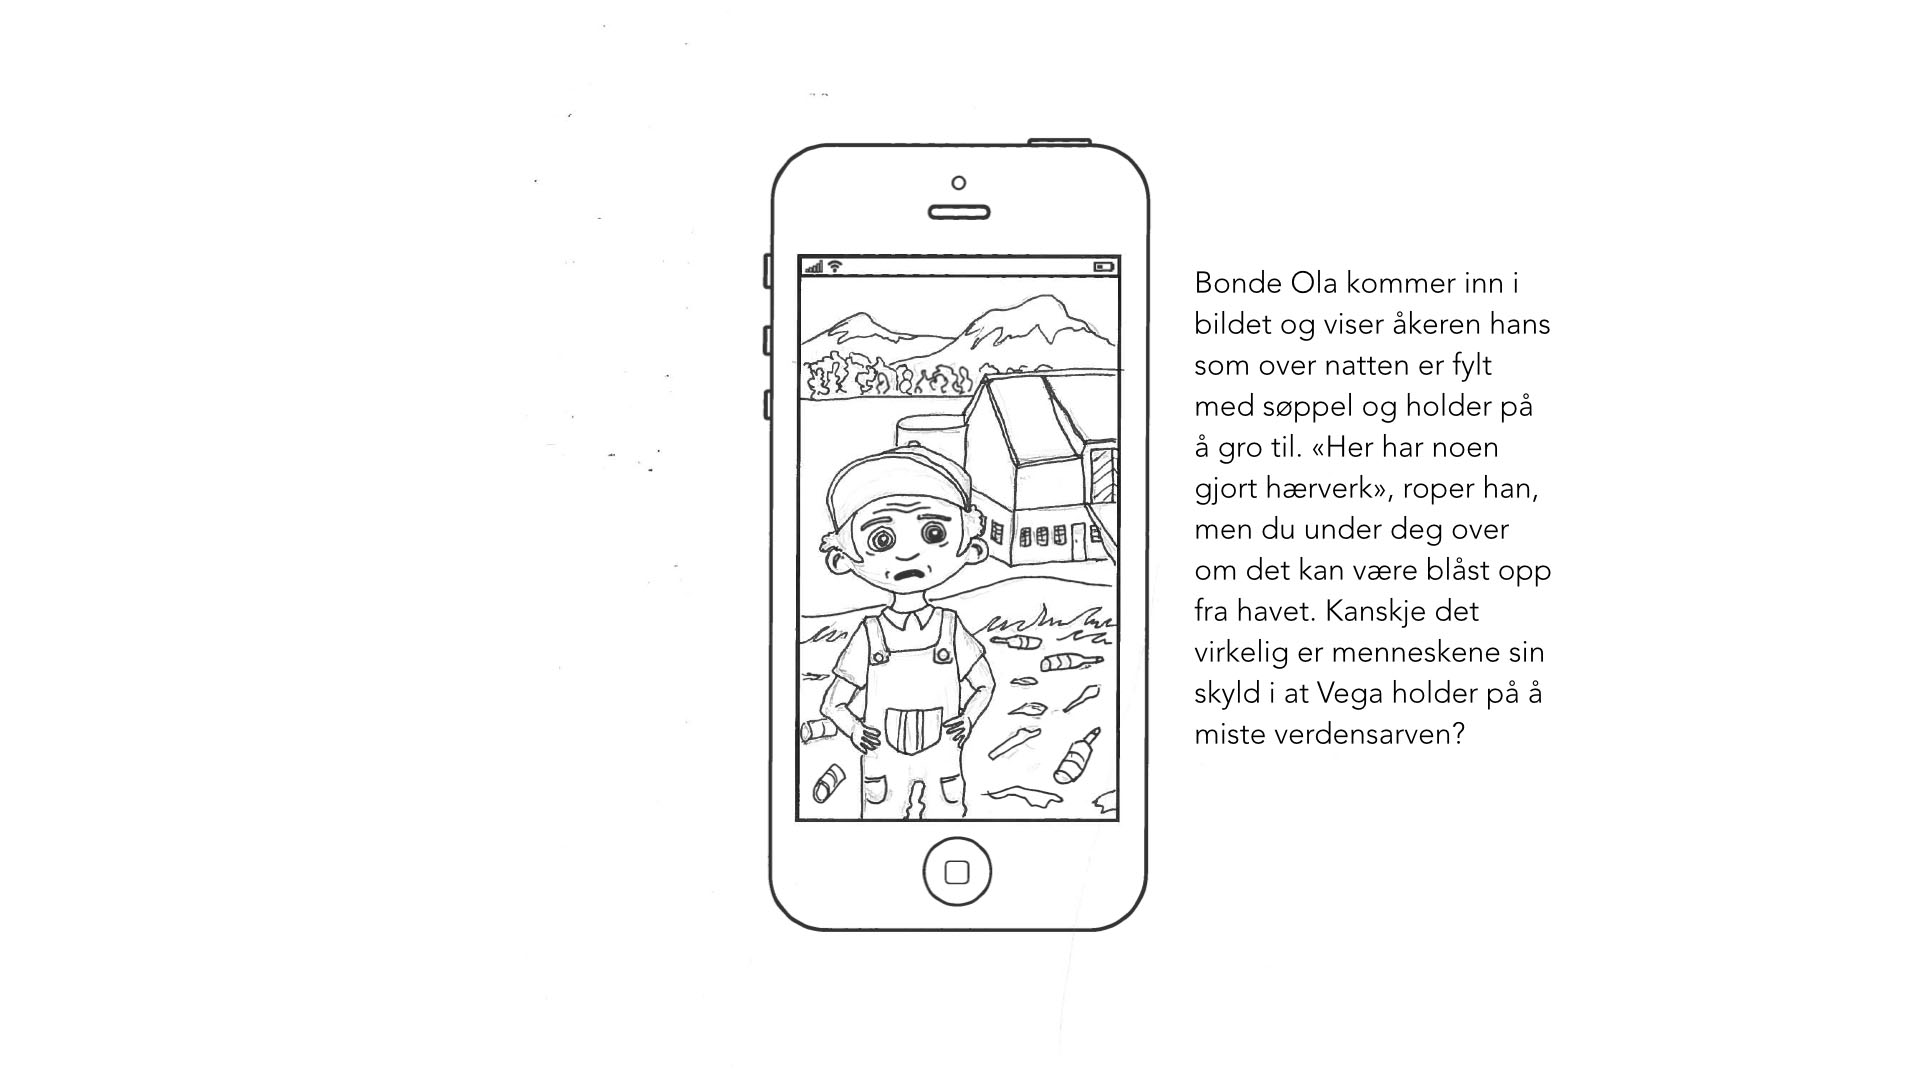 Bonde Ola kommer inn i
bildet og viser åkeren hans
som over natten er fylt
med søppel og holder på
å gro til. «Her har noen
gjort hærverk», roper han,
men du under deg over
om det kan være blåst opp
fra havet. Kanskje det
virkelig er menneskene sin
skyld i at Vega holder på å
miste verdensarven?